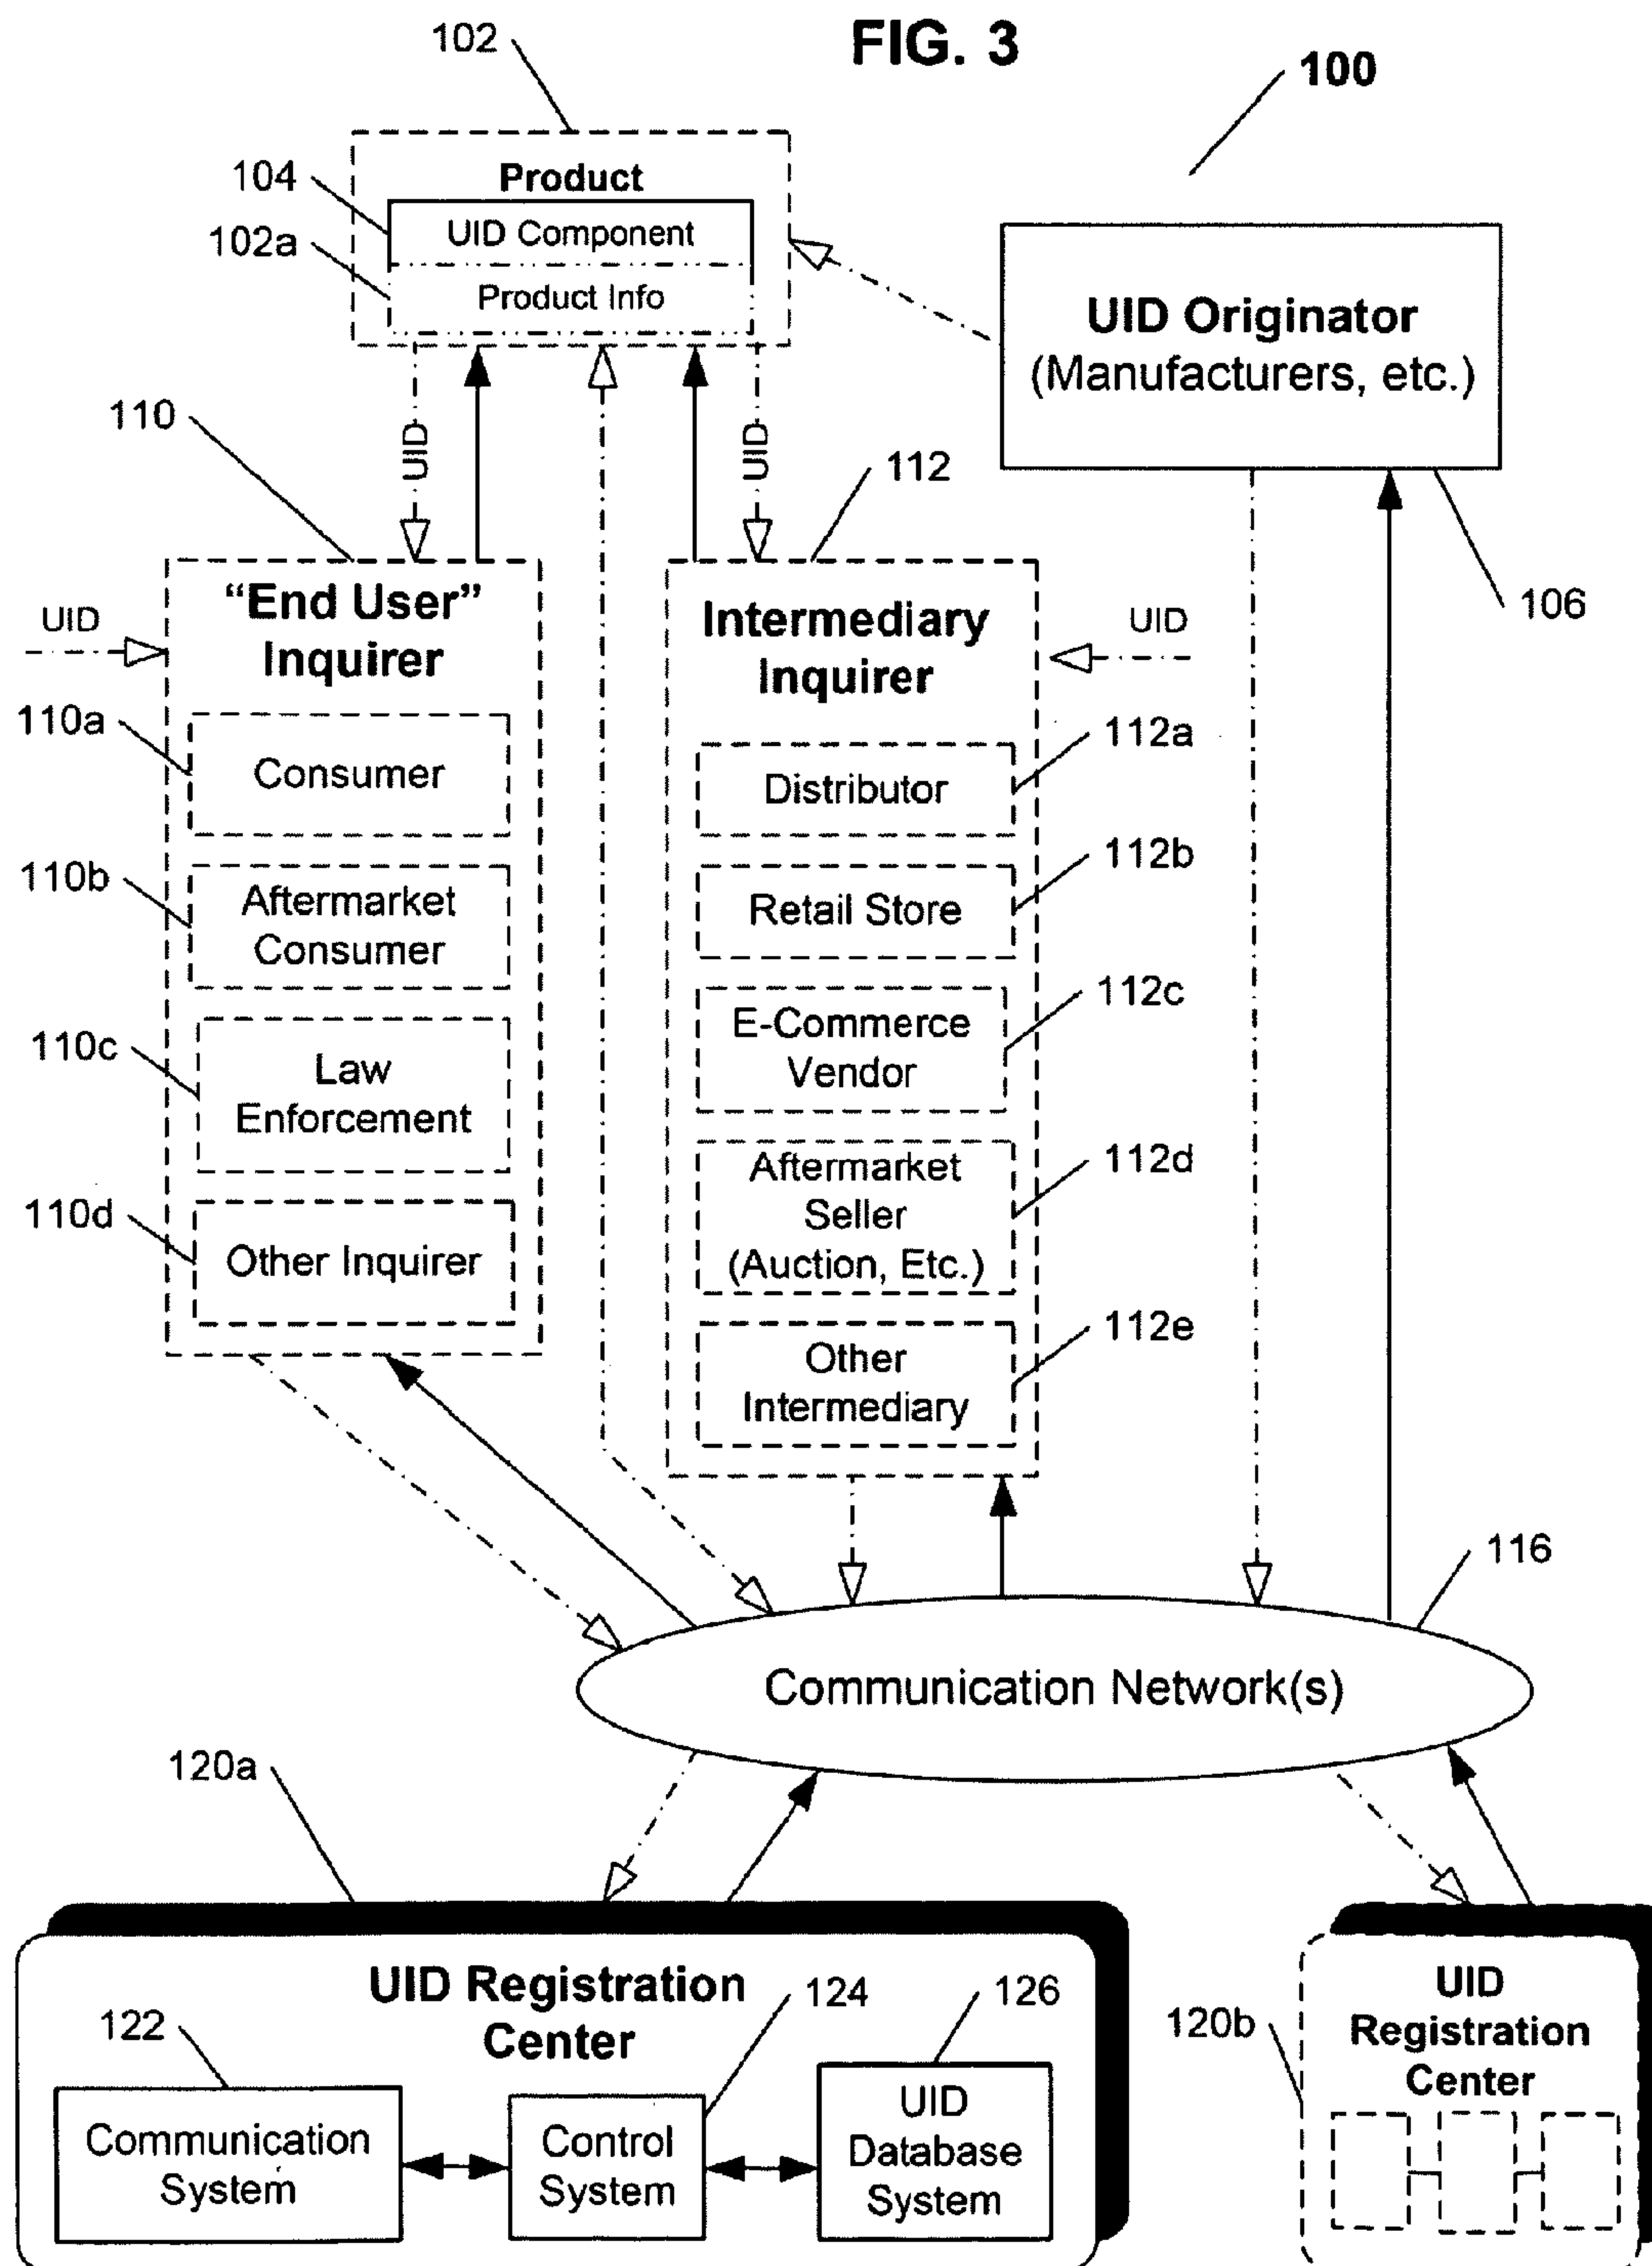 FIG. 3
100
102
Product
104
UID Component
102a
Product Info
UID Originator
(Manufacturers, etc.)
106
110
UID
UID
112
UID
“End User”
Inquirer
110a
Consumer
110b
Aftermarket
Consumer
110c
Law
Enforcement
110d
Other Inquirer
Intermediary
Inquirer
UID
112a
Distributor
112b
Retail Store
112c
E-Commerce
Vendor
112d
Aftermarket
Seller
(Auction, Etc.)
112e
Other
Intermediary
116
Communication Network(s)
120a
UID Registration
Center
122
124
126
Communication
System
Control
System
UID
Database
System
120b
UID
Registration
Center